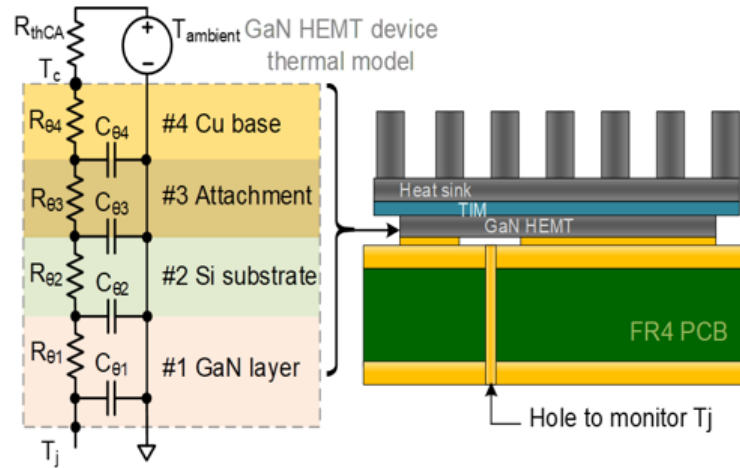 RthCA
Tambient
GaN HEMT device
thermal model
Tc
Rθ4
Cθ4
#4 Cu base
Rθ3
Cθ3
#3 Attachment
Rθ2
Cθ2
#2 Si substrate
Rθ1
Cθ1
#1 GaN layer
Tj
+
−
Heat sink
TIM
GaN HEMT
FR4 PCB
Hole to monitor Tj